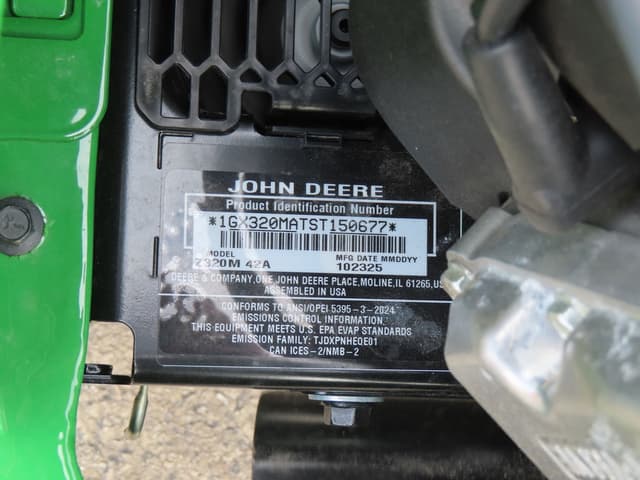 JOHN DEERE
Product Identification Number
*1GX320MATST150677*
MODEL MFG DATE MMDDYY
Z320M 42A 102325
DEERE & COMPANY, ONE JOHN DEERE PLACE, MOLINE, IL 61265, US
ASSEMBLED IN USA
CONFORMS TO ANSI/OPEI 5395-3-2024
EMISSIONS CONTROL INFORMATION
THIS EQUIPMENT MEETS U.S. EPA EVAP STANDARDS
EMISSION FAMILY: TJDXPNHEQE01
CAN ICES-2/NMB-2